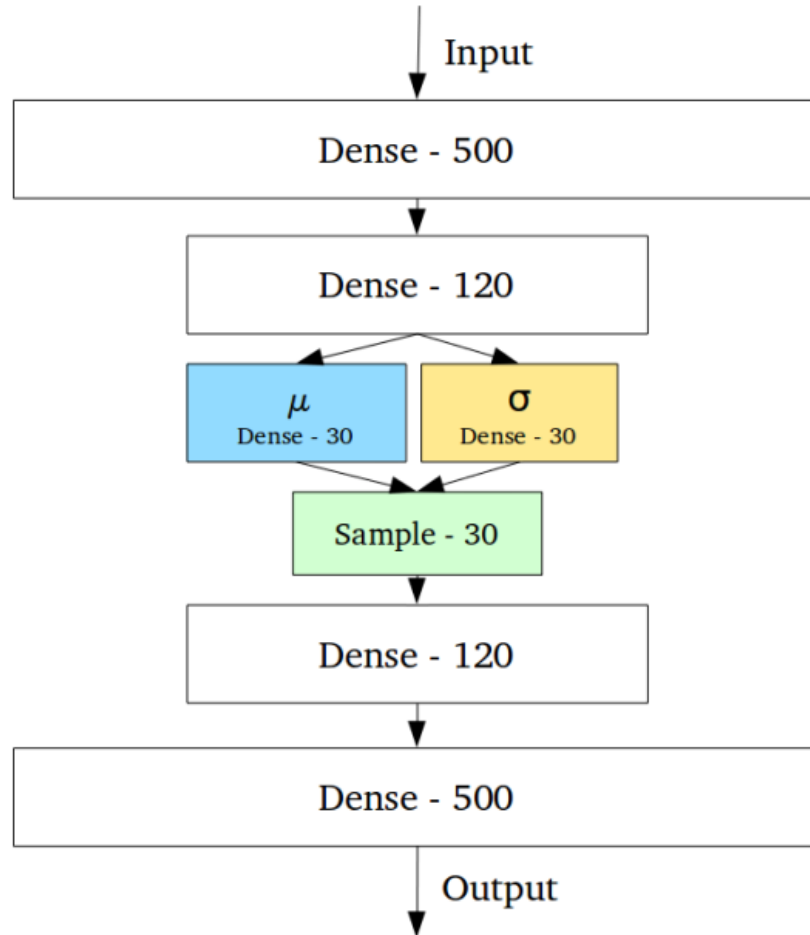 Input
Dense - 500
Dense - 120
μ
Dense - 30
σ
Dense - 30
Sample - 30
Dense - 120
Dense - 500
Output